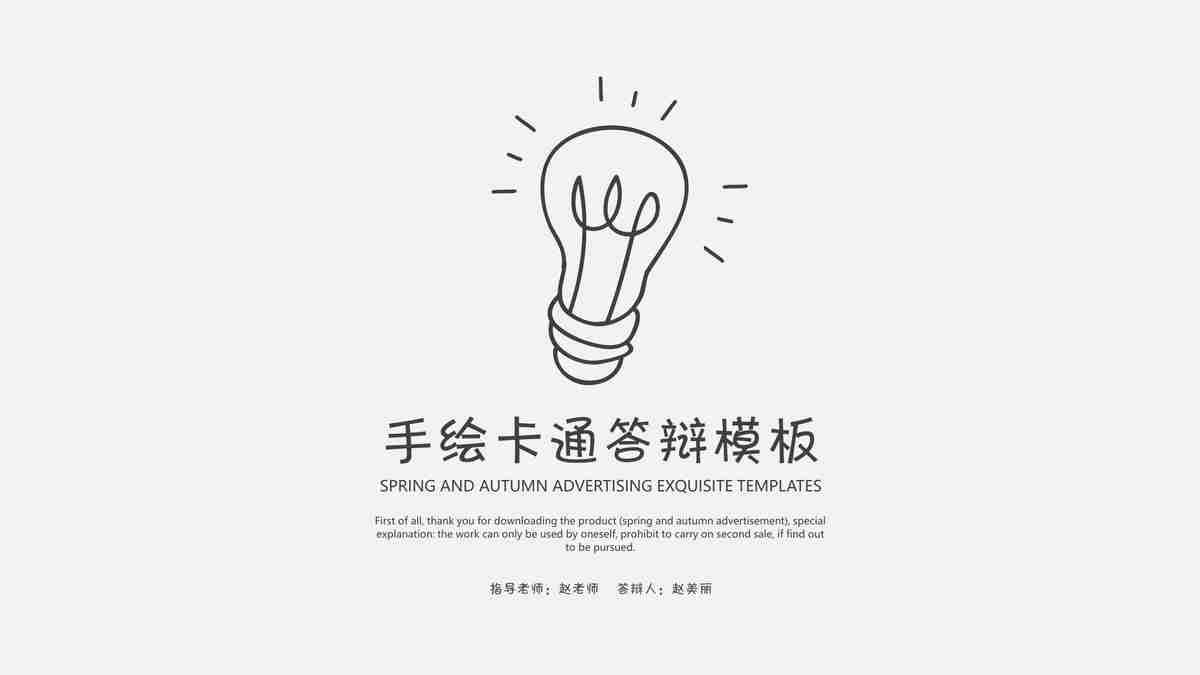 手绘卡通答辩模板
SPRING AND AUTUMN ADVERTISING EXQUISITE TEMPLATES
First of all, thank you for downloading the product (spring and autumn advertisement), special
explanation: the work can only be used by oneself, prohibit to carry on second sale, if find out
to be pursued.
指导老师：赵老师 答辩人：赵美丽